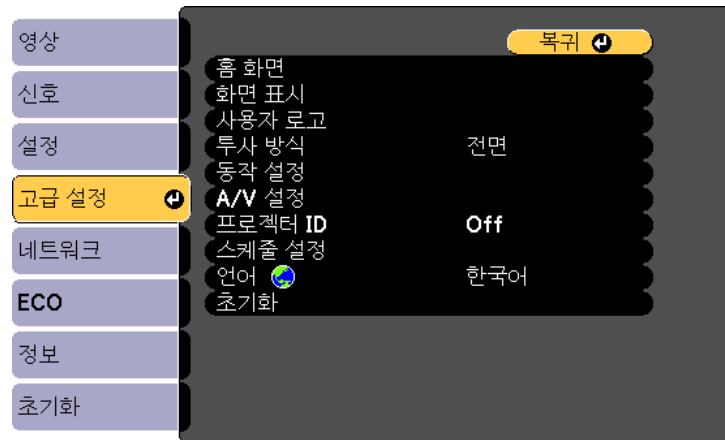 영상
신호
설정
고급 설정
네트워크
ECO
정보
초기화
복귀
홈 화면
화면 표시
사용자 로고
투사 방식 전면
동작 설정
A/V 설정
프로젝터 ID Off
스케줄 설정
언어 한국어
초기화